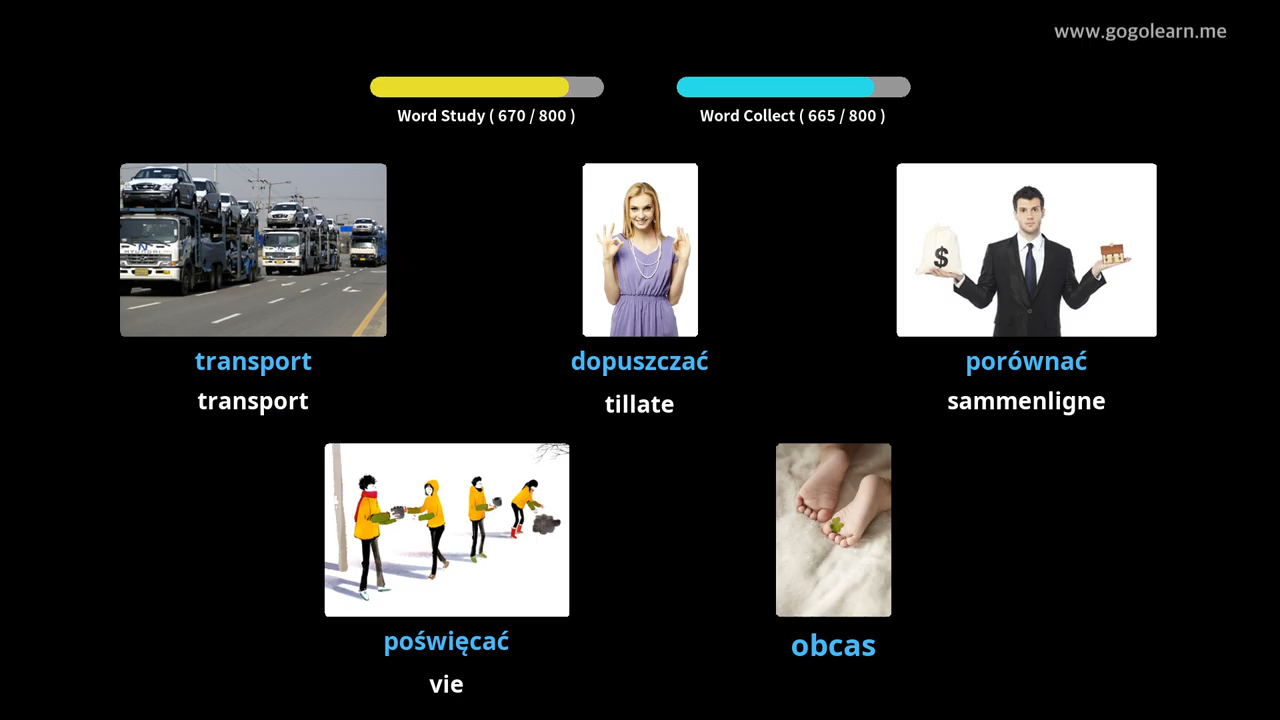 www.gogolearn.me
Word Study ( 670 / 800 )
Word Collect ( 665 / 800 )
transport
transport
dopuszczać
tillate
porównać
sammenligne
poświęcać
vie
obcas